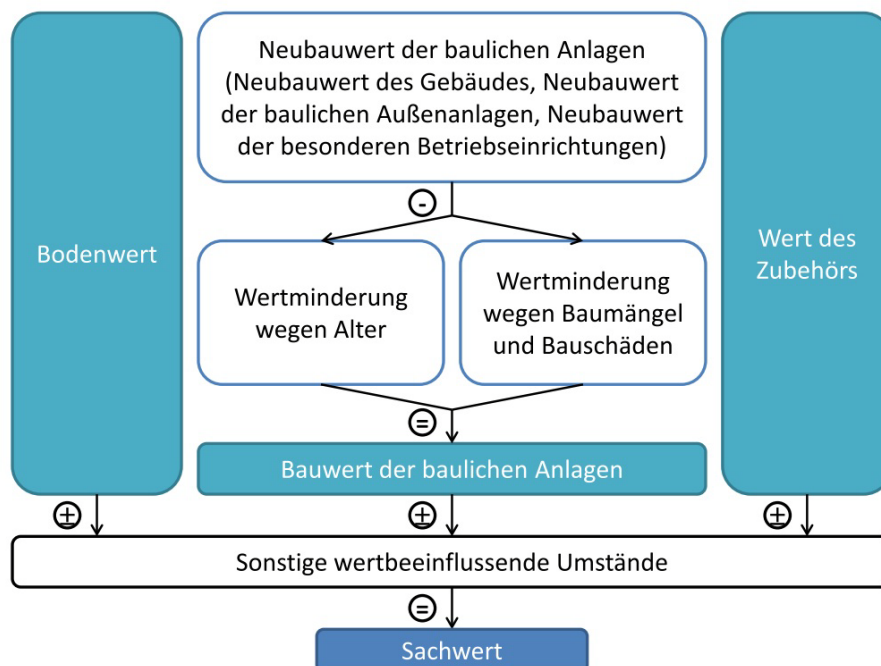 Neubauwert der baulichen Anlagen
(Neubauwert des Gebäudes, Neubauwert
der baulichen Außenanlagen, Neubauwert
der besonderen Betriebseinrichtungen)
-
Bodenwert
Wertminderung
wegen Alter
Wertminderung
wegen Baumängel
und Bauschäden
Wert des
Zubehörs
=
Bauwert der baulichen Anlagen
±
±
±
Sonstige wertbeeinflussende Umstände
=
Sachwert